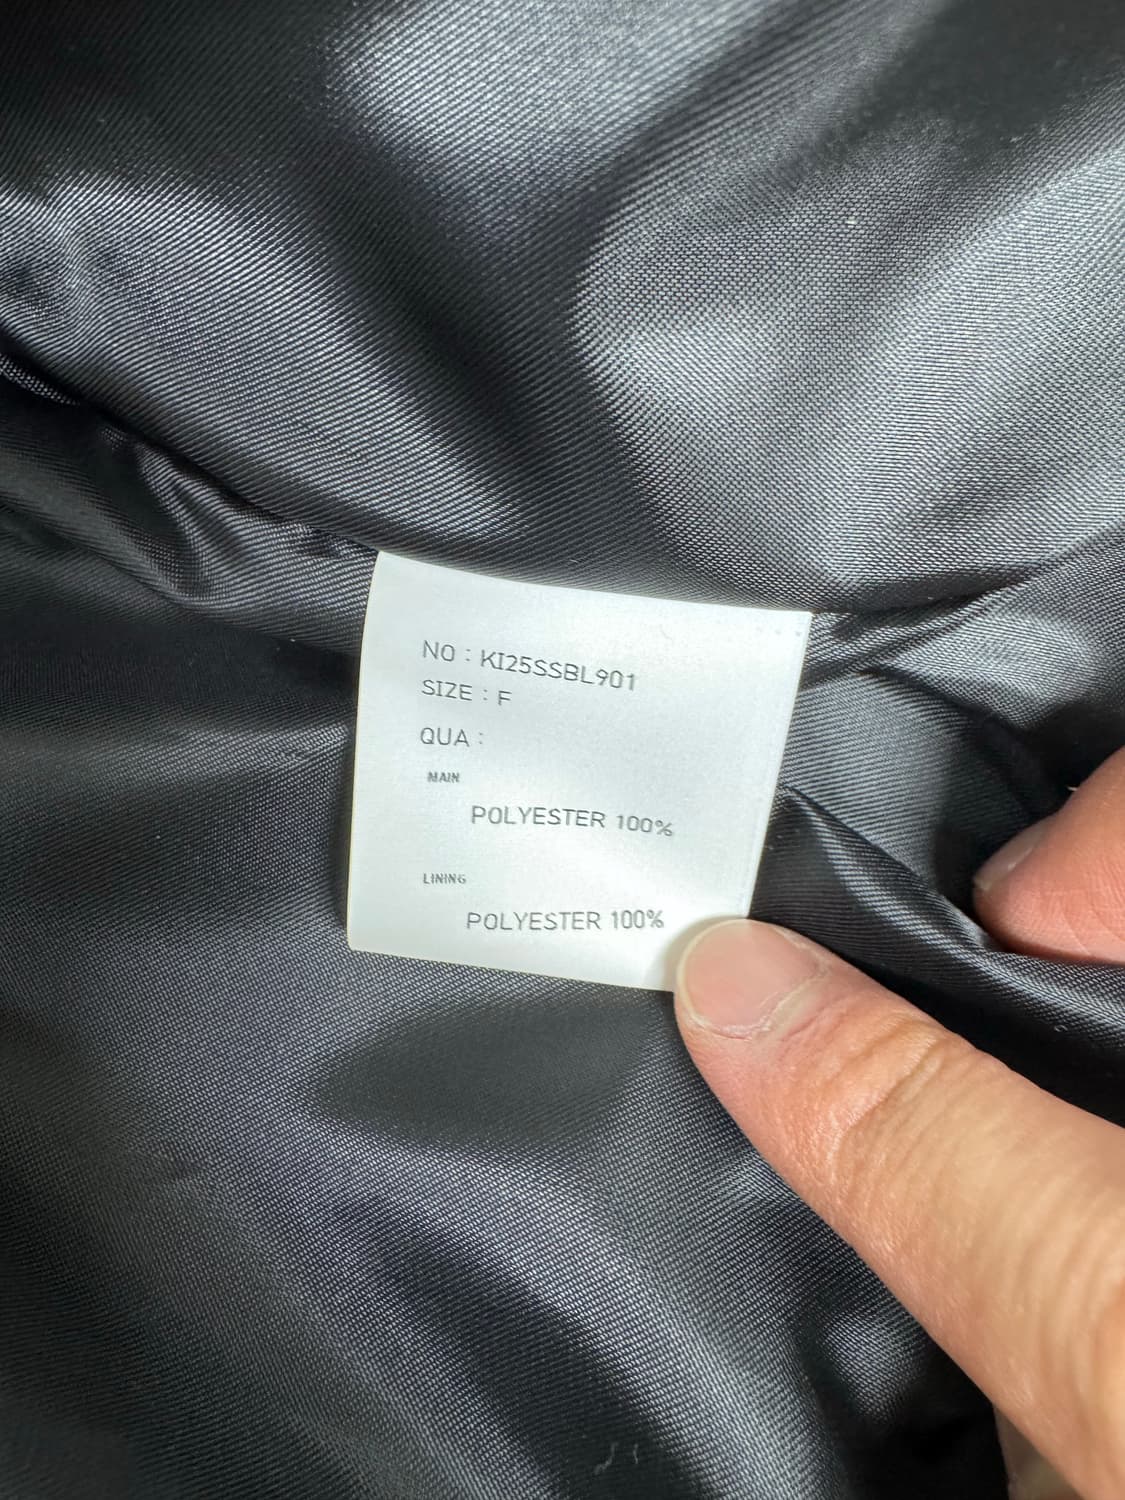 NO : KI25SSBL901
SIZE : F
QUA :
MAIN
POLYESTER 100%
LINING
POLYESTER 100%